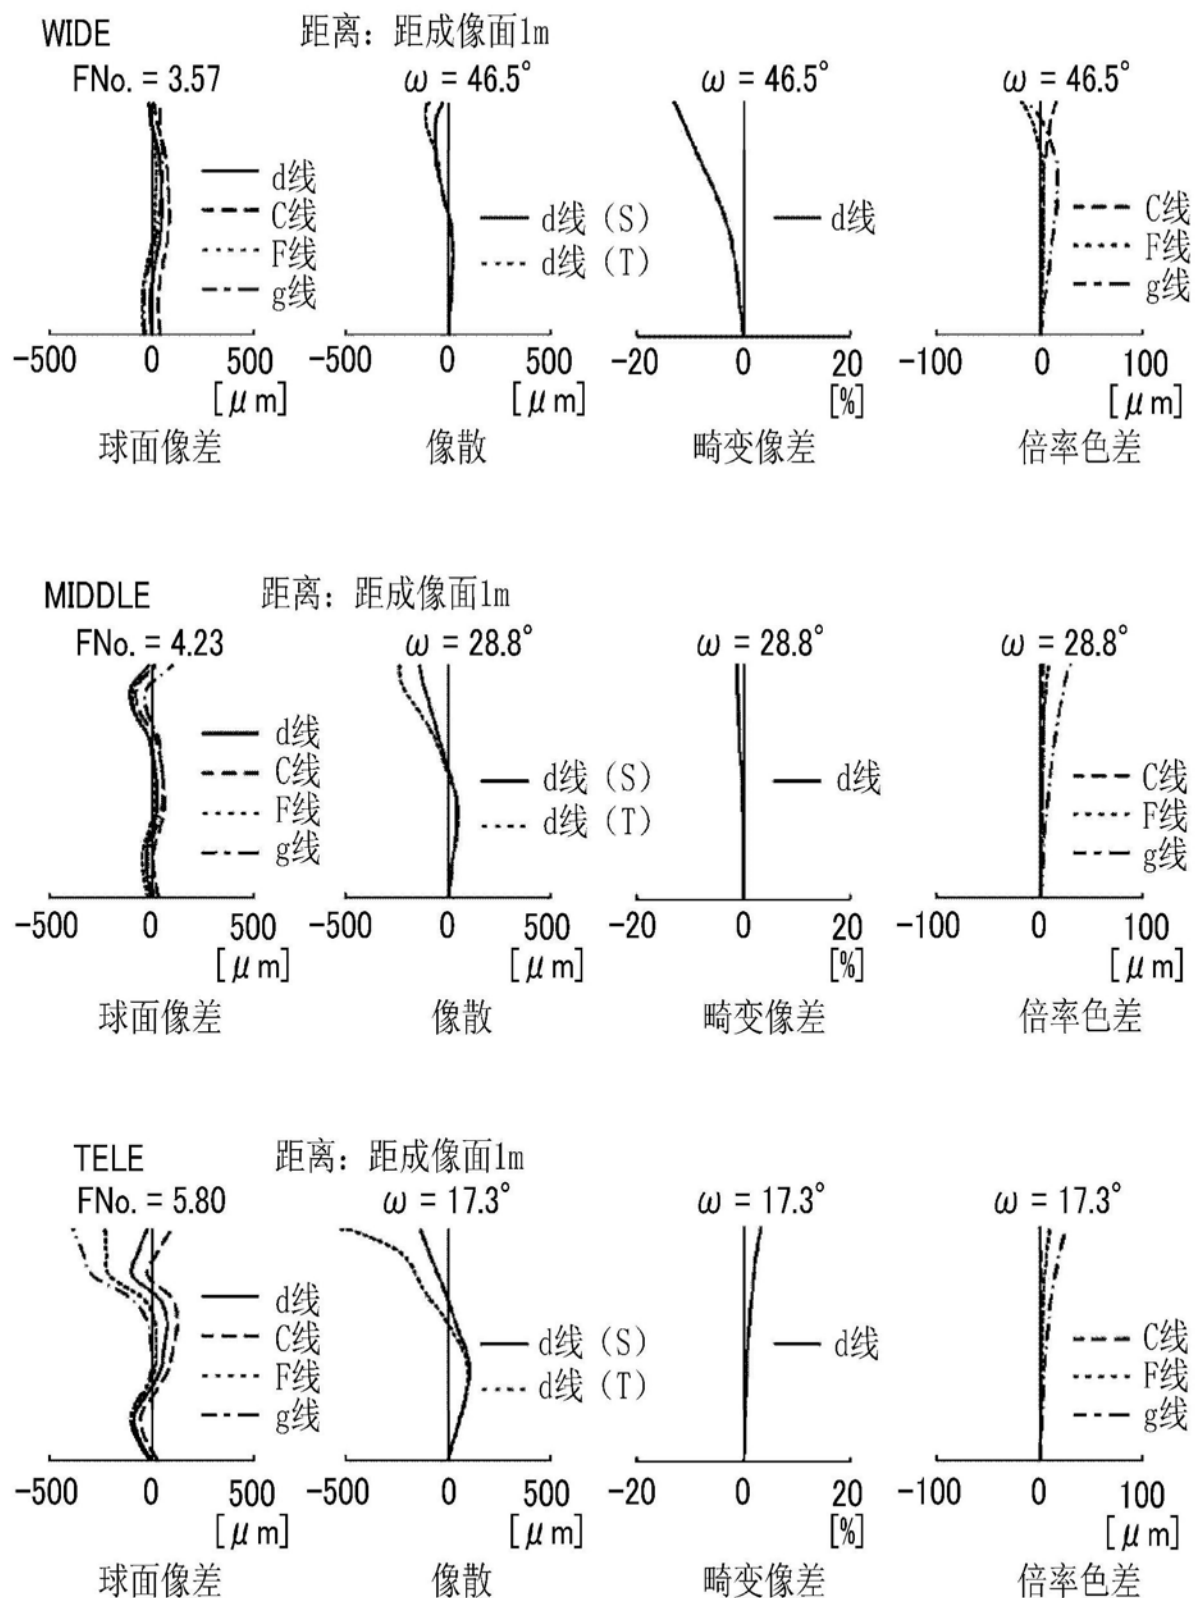 WIDE 距离：距成像面1m
FNo. = 3.57 ω = 46.5° ω = 46.5° ω = 46.5°
d线
C线
F线
g线
d线（S）
d线（T）
d线
C线
F线
g线
-500 0 500 -500 0 500 -20 0 20 -100 0 100
[μm] [μm] [%] [μm]
球面像差 像散 畸变像差 倍率色差
MIDDLE 距离：距成像面1m
FNo. = 4.23 ω = 28.8° ω = 28.8° ω = 28.8°
d线
C线
F线
g线
d线（S）
d线（T）
d线
C线
F线
g线
-500 0 500 -500 0 500 -20 0 20 -100 0 100
[μm] [μm] [%] [μm]
球面像差 像散 畸变像差 倍率色差
TELE 距离：距成像面1m
FNo. = 5.80 ω = 17.3° ω = 17.3° ω = 17.3°
d线
C线
F线
g线
d线（S）
d线（T）
d线
C线
F线
g线
-500 0 500 -500 0 500 -20 0 20 -100 0 100
[μm] [μm] [%] [μm]
球面像差 像散 畸变像差 倍率色差